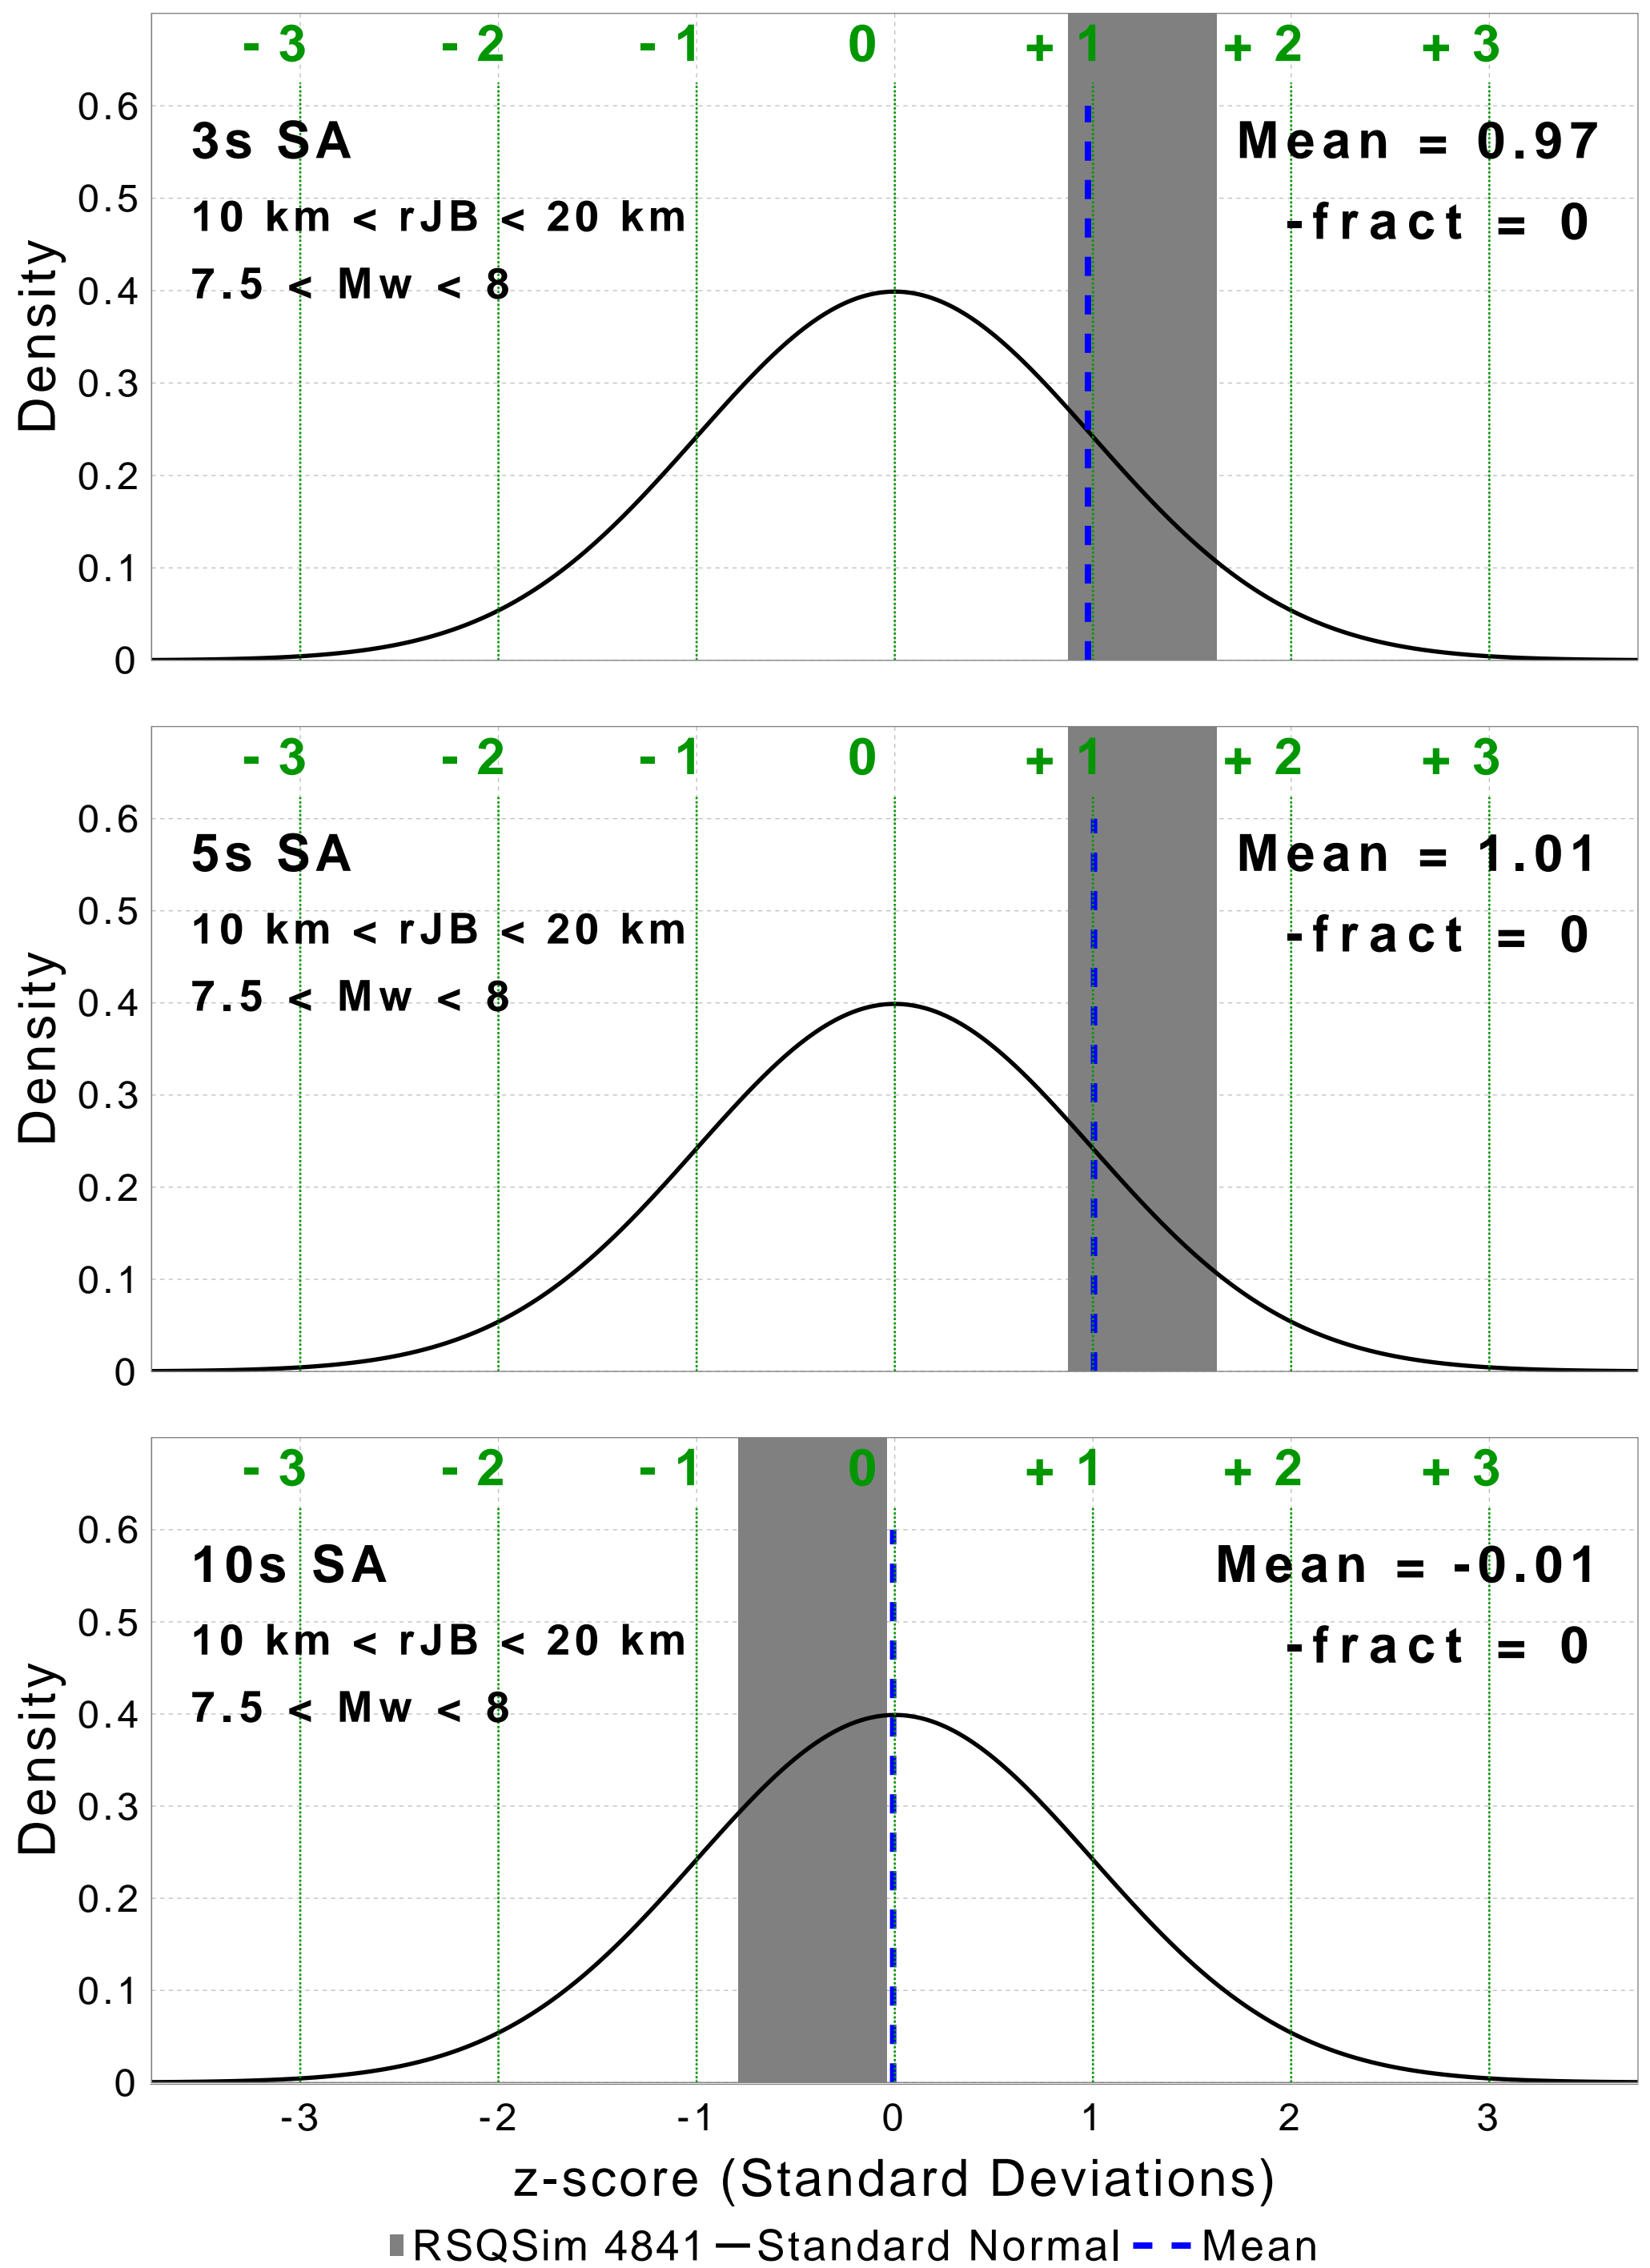 - 3 - 2 - 1 0 + 1 + 2 + 3
0.6
3s SA Mean = 0.97
0.5
10 km < rJB < 20 km -fract = 0
0.4
7.5 < Mw < 8
0.3
0.2
0.1
0
Density
- 3 - 2 - 1 0 + 1 + 2 + 3
0.6
5s SA Mean = 1.01
0.5
10 km < rJB < 20 km -fract = 0
0.4
7.5 < Mw < 8
0.3
0.2
0.1
0
Density
- 3 - 2 - 1 0 + 1 + 2 + 3
0.6
10s SA Mean = -0.01
0.5
10 km < rJB < 20 km -fract = 0
0.4
7.5 < Mw < 8
0.3
0.2
0.1
0
Density
-3 -2 -1 0 1 2 3
z-score (Standard Deviations)
RSQSim 4841 Standard Normal Mean